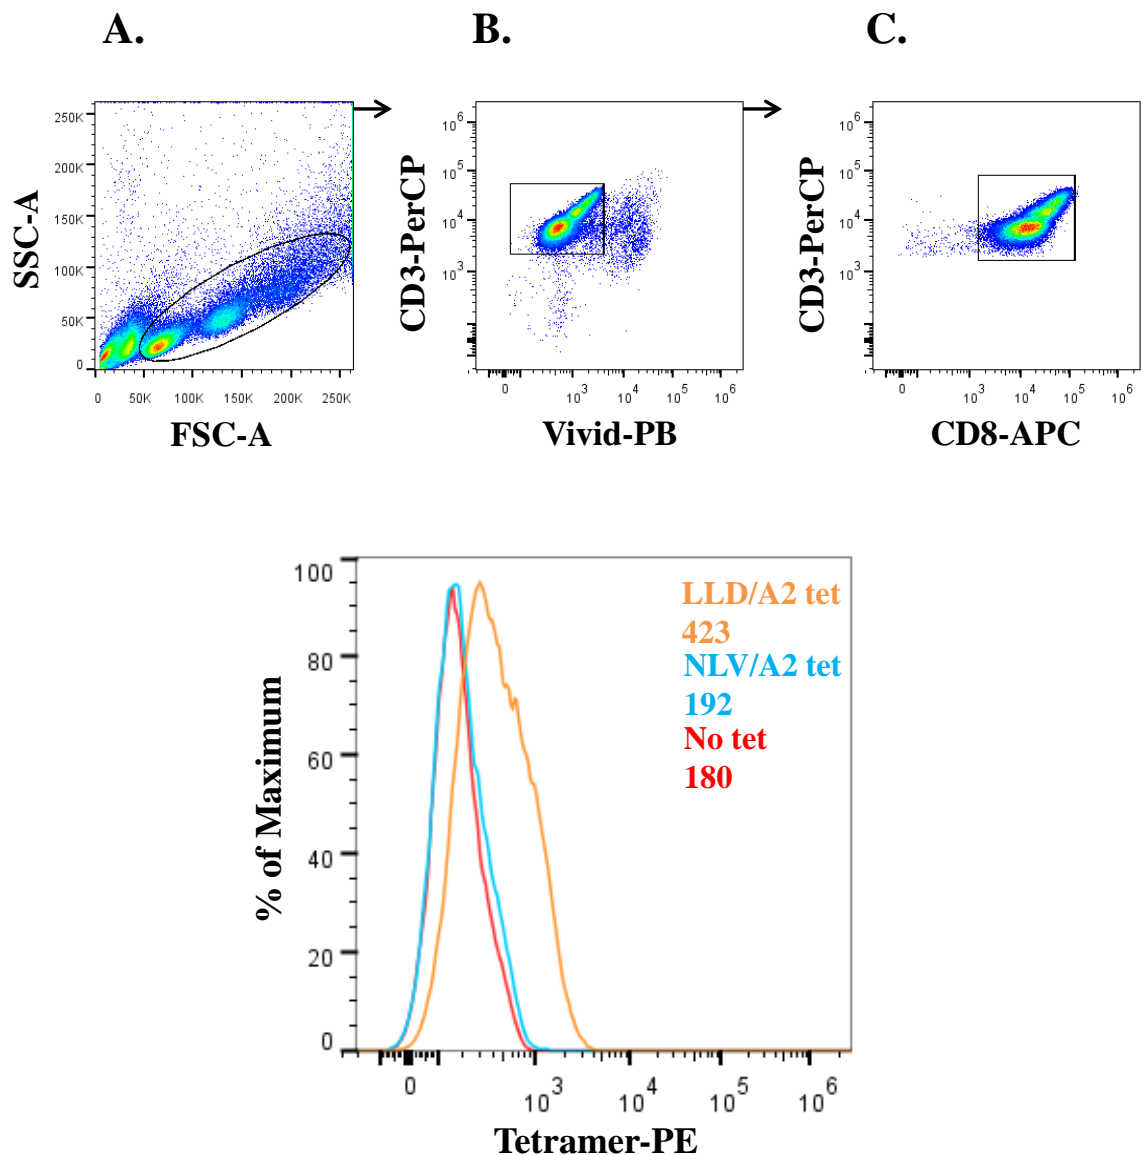 A.
B.
C.
SSC-A
250K
200K
150K
100K
50K
0
0 50K 100K 150K 200K 250K
FSC-A
CD3-PerCP
10^6
10^5
10^4
10^3
0 10^3 10^4 10^5 10^6
Vivid-PB
CD3-PerCP
10^6
10^5
10^4
10^3
0 10^3 10^4 10^5 10^6
CD8-APC
% of Maximum
100
80
60
40
20
0
LLD/A2 tet
423
NLV/A2 tet
192
No tet
180
0 10^3 10^4 10^5 10^6
Tetramer-PE